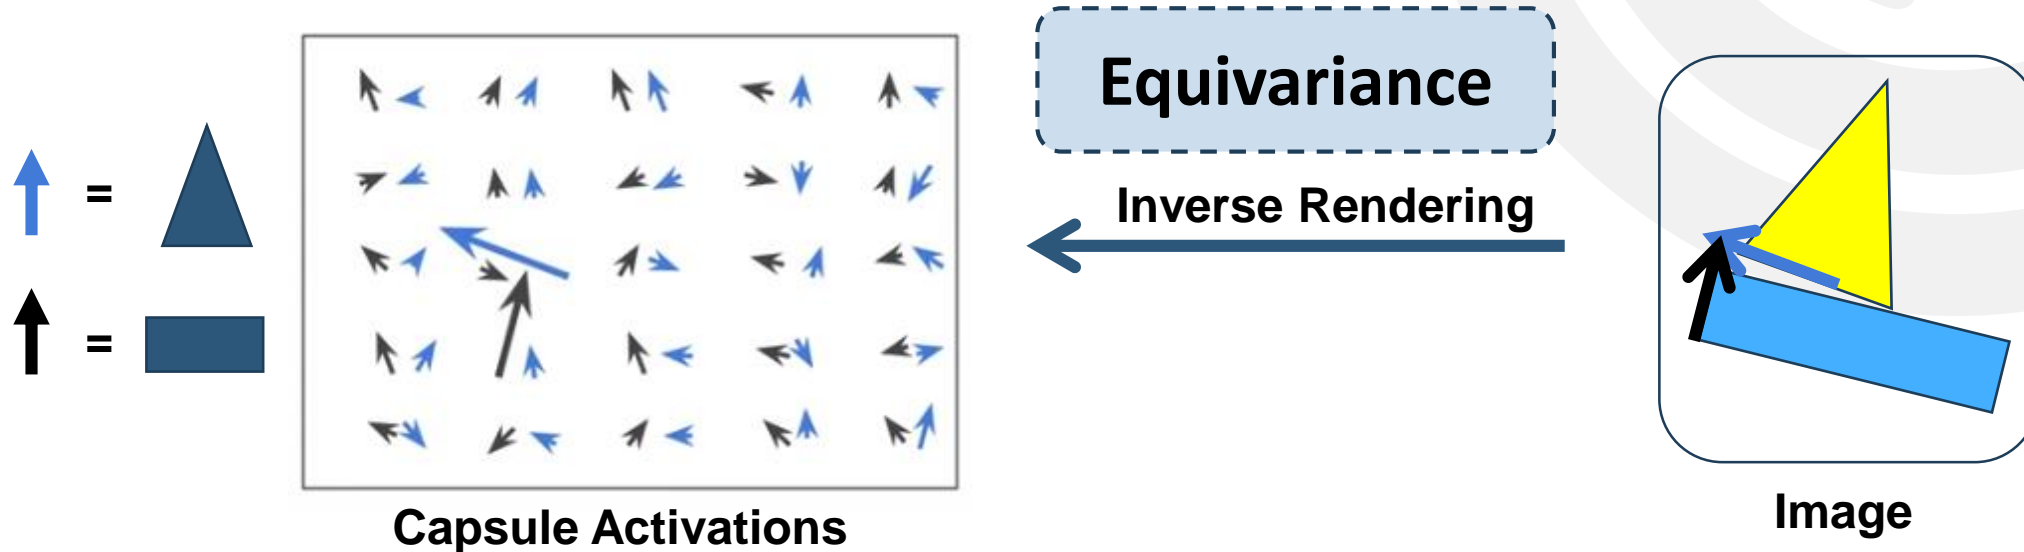 Equivariance
Inverse Rendering
=
=
Capsule Activations
Image